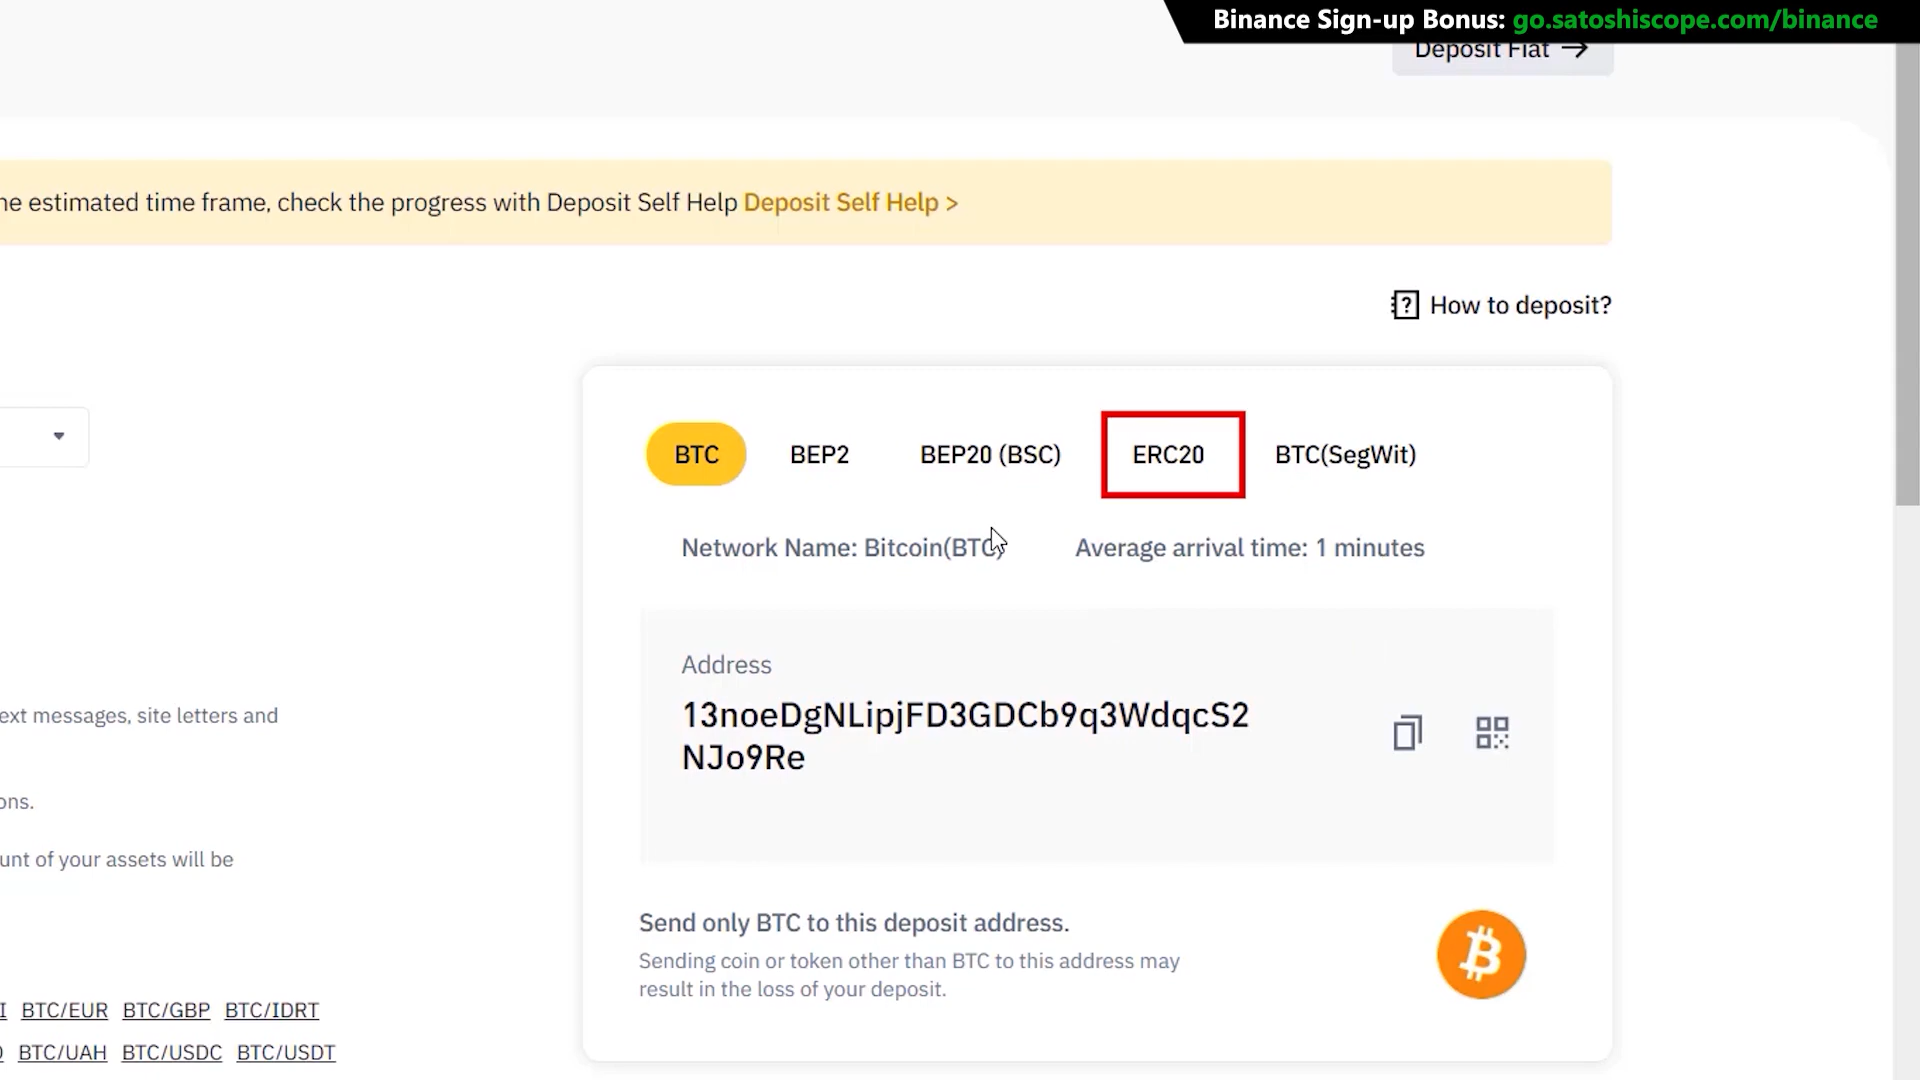 Binance Sign-up Bonus: go.satoshiscope.com/binance
Deposit Fiat
estimated time frame, check the progress with Deposit Self Help Deposit Self Help >
How to deposit?
BTC BEP2 BEP20 (BSC) ERC20 BTC(SegWit)
Network Name: Bitcoin(BTC) Average arrival time: 1 minutes
Address
13noeDgNLipjFD3GDCb9q3WdqcS2
NJo9Re
messages, site letters and
of your assets will be
Send only BTC to this deposit address.
Sending coin or token other than BTC to this address may
result in the loss of your deposit.
BTC/EUR BTC/GBP BTC/IDRT
BTC/UAH BTC/USDC BTC/USDT